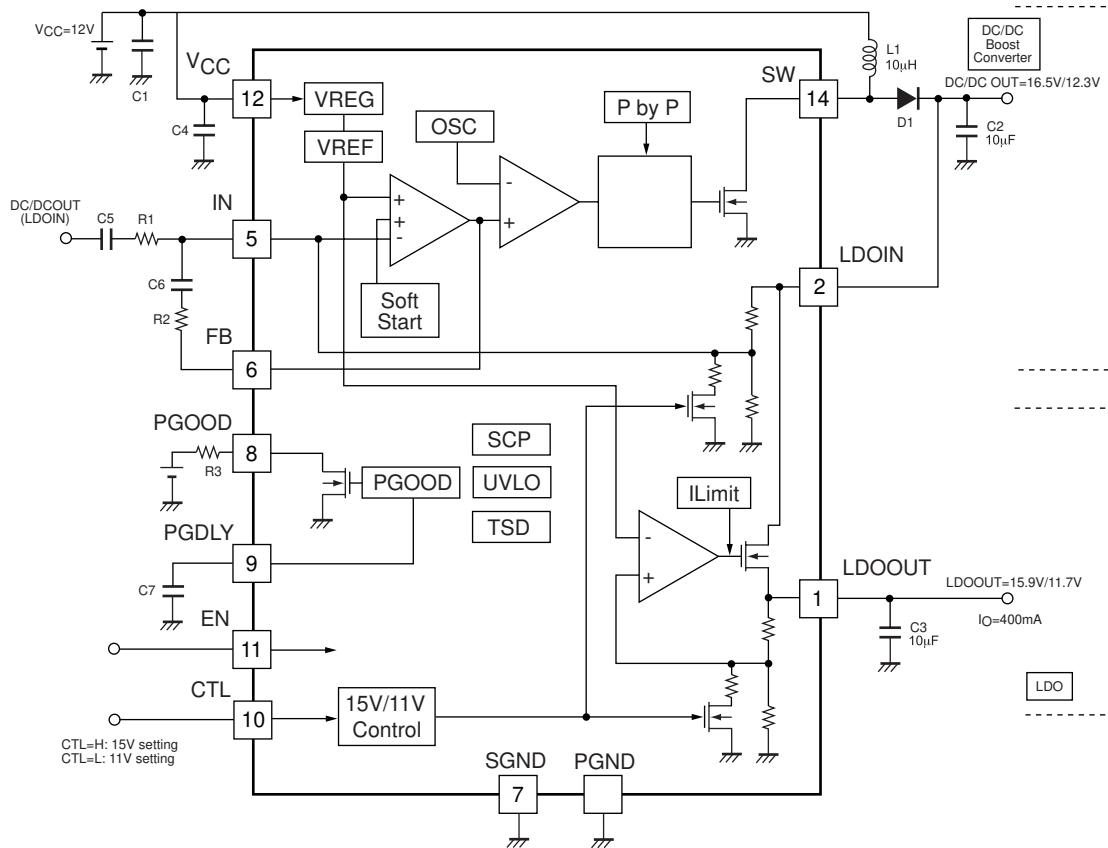 VCC=12V
C1
VCC
12
C4
VREG
VREF
OSC
P by P
SW
14
L1
10μH
D1
DC/DC
Boost
Converter
DC/DC OUT=16.5V/12.3V
C2
10μF
DC/DCOUT
(LDOIN)
C5
R1
IN
5
+
+
-
-
+
C6
R2
Soft
Start
LDOIN
2
FB
6
PGOOD
8
R3
PGOOD
SCP
UVLO
TSD
ILimit
PGDLY
9
C7
-
+
LDOOUT
1
LDOOUT=15.9V/11.7V
IO=400mA
C3
10μF
EN
11
CTL
10
15V/11V
Control
LDO
CTL=H: 15V setting
CTL=L: 11V setting
SGND
7
PGND